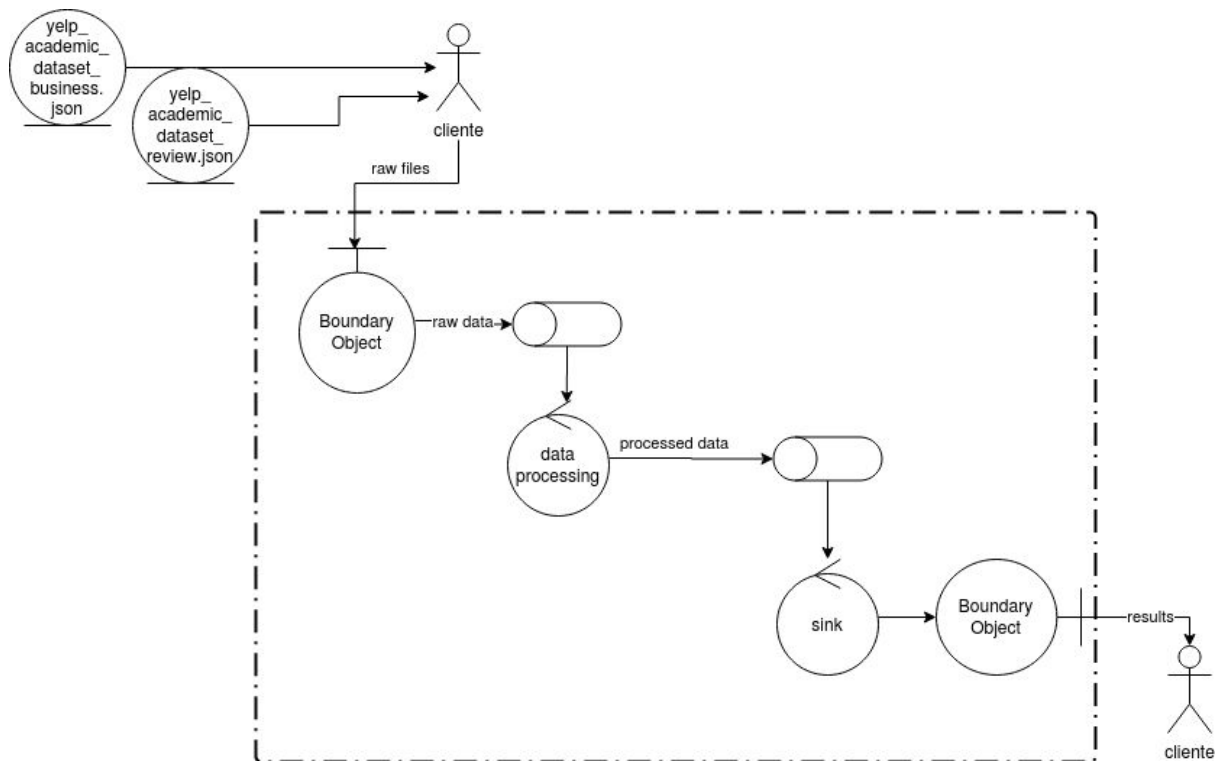 yelp_
academic_
dataset_
business.
json
yelp_
academic_
dataset_
review.json
cliente
raw files
Boundary
Object
raw data
data
processing
processed data
sink
Boundary
Object
results
cliente